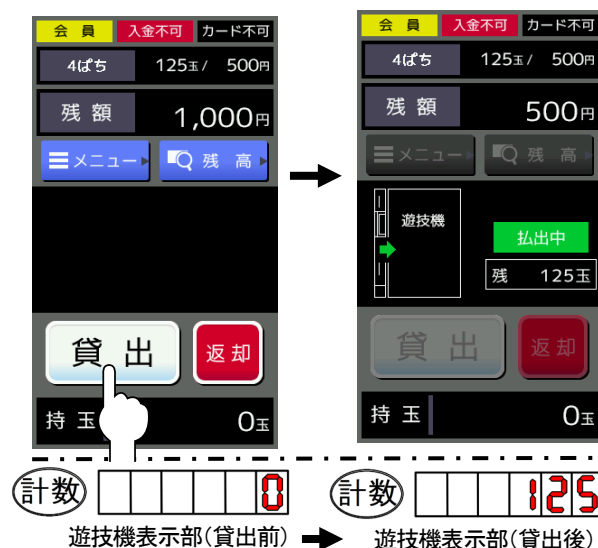 会 員 入金不可 カード不可
4ぱち 125玉/ 500円
残 額 1,000円
メニュー 残 高
貸 出 返却
持 玉 0玉
会 員 入金不可 カード不可
4ぱち 125玉/ 500円
残 額 500円
メニュー 残 高
遊技機
払出中
残 125玉
貸 出 返却
持 玉 0玉
計数 0
遊技機表示部(貸出前)
計数 125
遊技機表示部(貸出後)